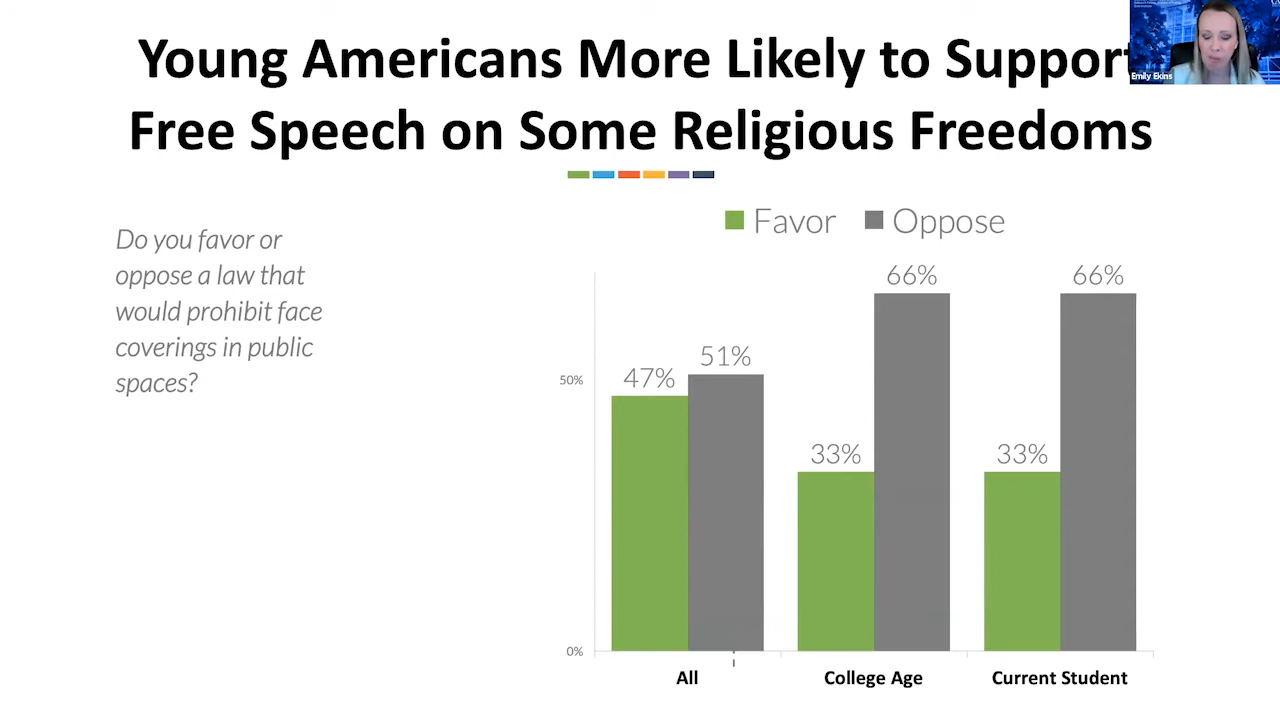 Young Americans More Likely to Support
Free Speech on Some Religious Freedoms
Emily Ekins
Do you favor or
oppose a law that
would prohibit face
coverings in public
spaces?
Favor Oppose
66% 66%
51%
47%
50%
33% 33%
0%
All College Age Current Student